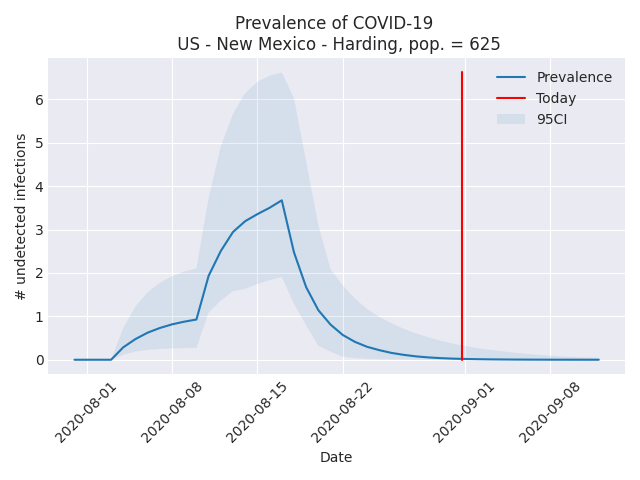 Prevalence of COVID-19
US - New Mexico - Harding, pop. = 625
# undetected infections
6
5
4
3
2
1
0
Prevalence
Today
95CI
2020-08-01
2020-08-08
2020-08-15
2020-08-22
2020-09-01
2020-09-08
Date